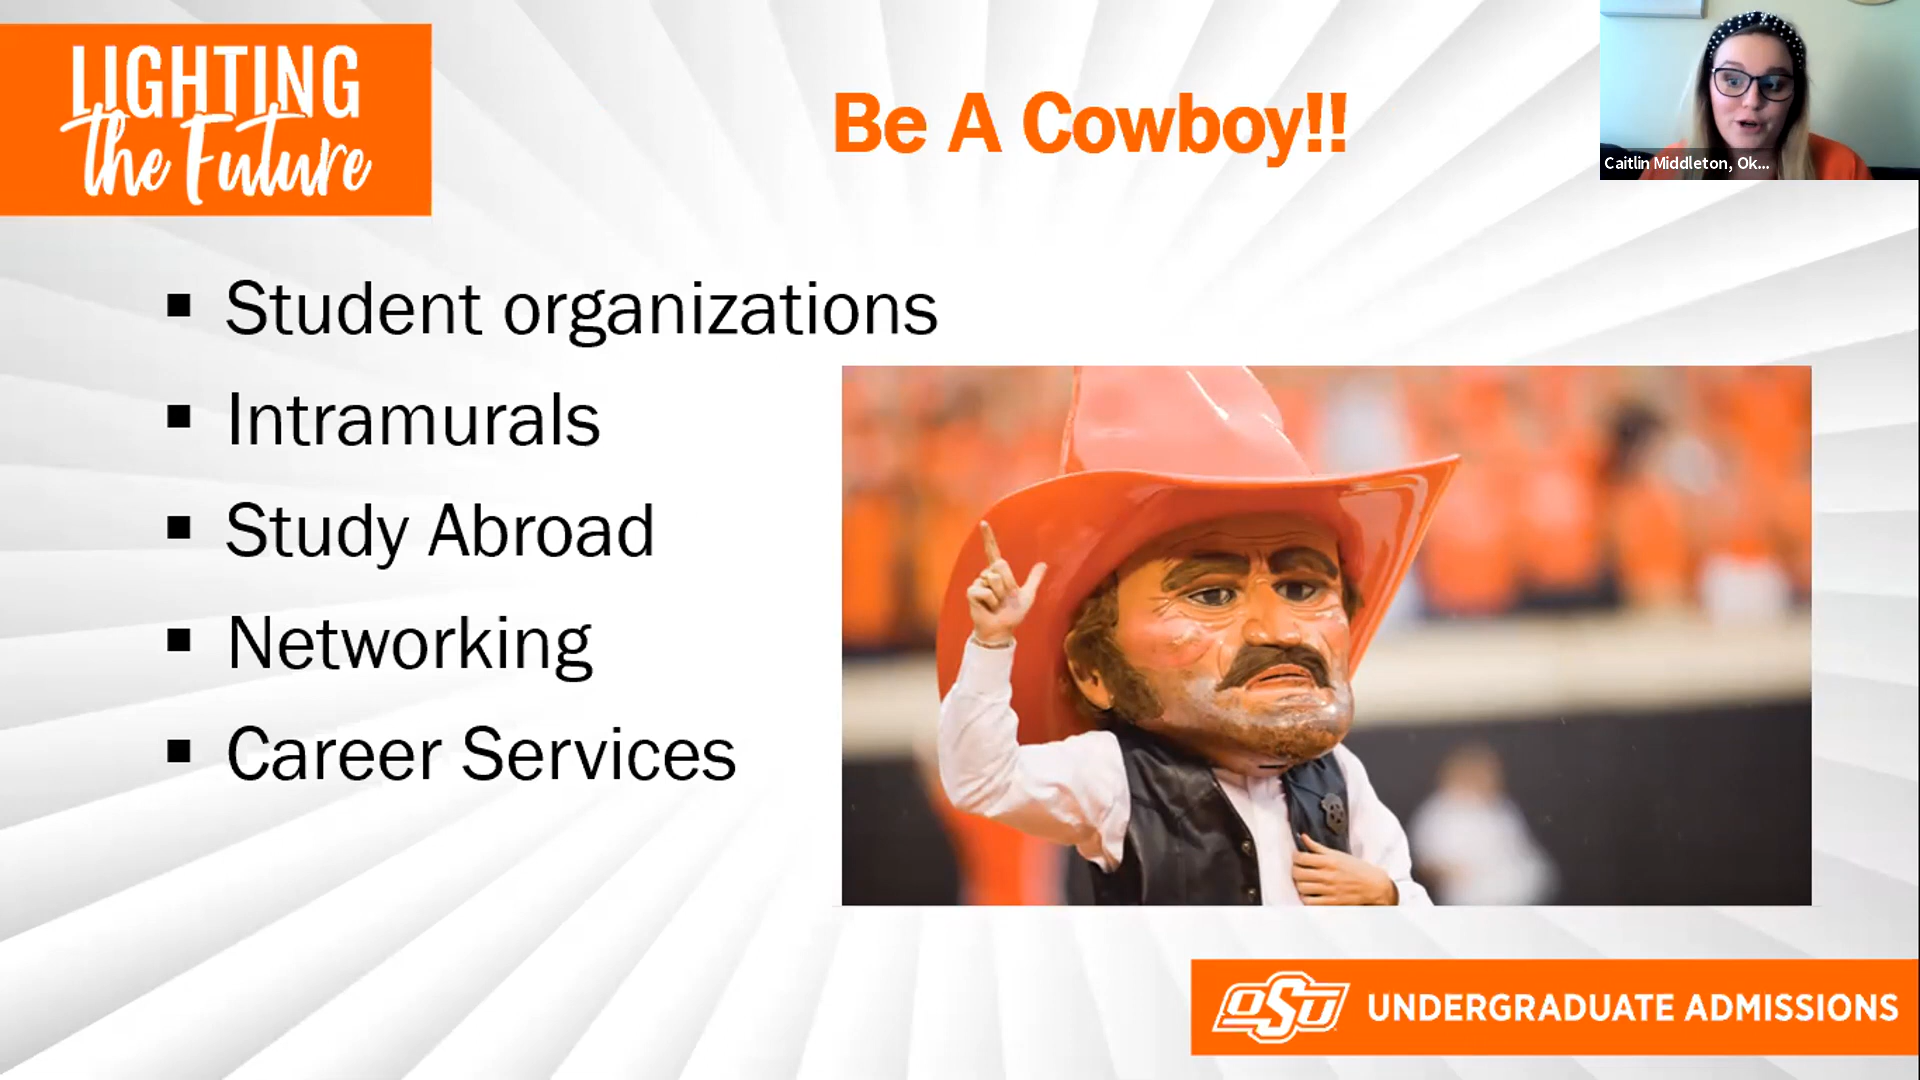 LIGHTING
the Future
Be A Cowboy!!
Caitlin Middleton, Ok...
Student organizations
Intramurals
Study Abroad
Networking
Career Services
OSU UNDERGRADUATE ADMISSIONS